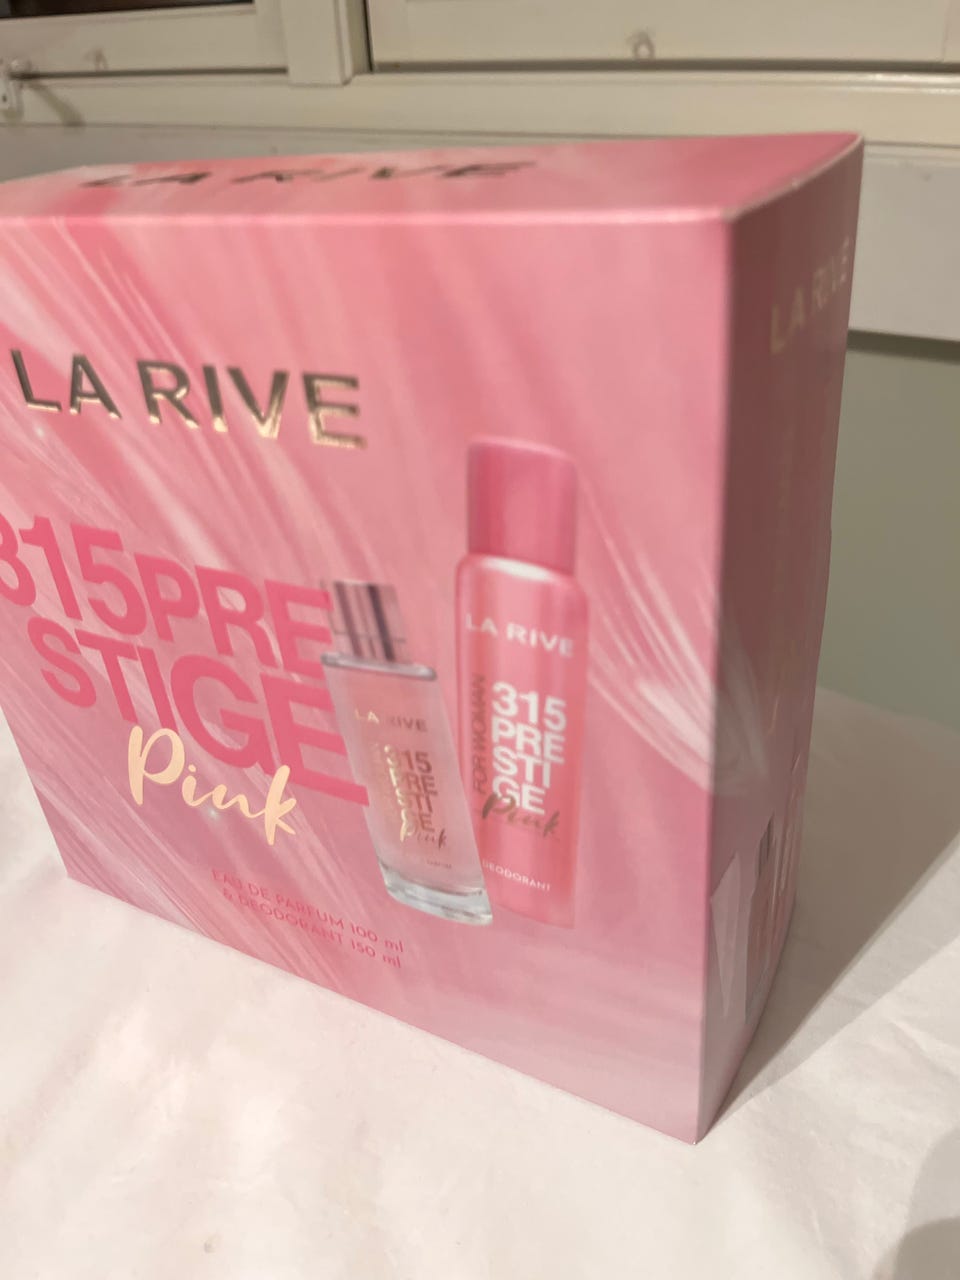 LA RIVE
LA RIVE
LA RIVE
315PRE
STIGE
Pink
EAU DE PARFUM 100 ml
& DEODORANT 150 ml
LA RIVE
315
PRE
STI
GE
Pink
LA RIVE
FOR WOMAN
315
PRE
STI
GE
Pink
DEODORANT